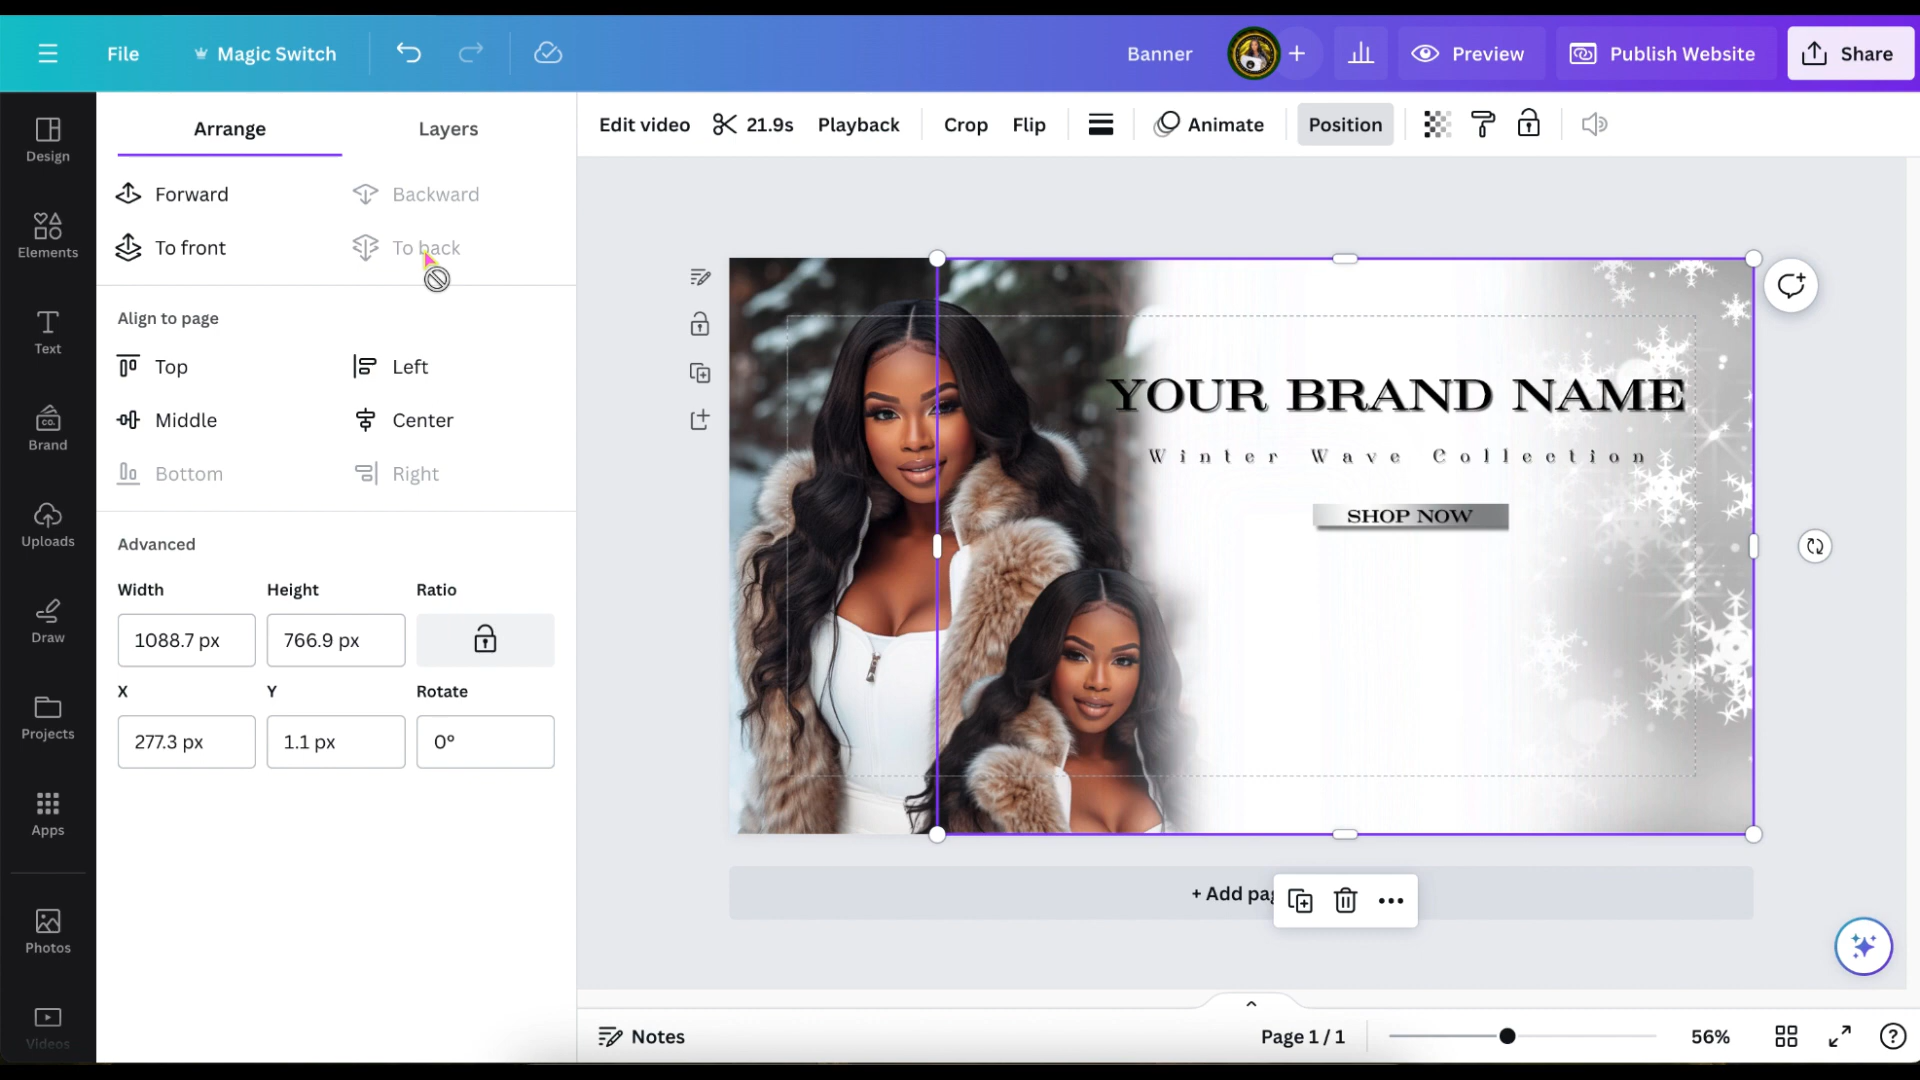 File
Magic Switch
Banner
Preview
Publish Website
Share
Design
Elements
Text
Brand
Uploads
Draw
Projects
Apps
Photos
Videos
Arrange
Layers
Forward
Backward
To front
To back
Align to page
Top
Left
Middle
Center
Bottom
Right
Advanced
Width
Height
Ratio
1088.7 px
766.9 px
X
Y
Rotate
277.3 px
1.1 px
0°
Edit video
21.9s
Playback
Crop
Flip
Animate
Position
YOUR BRAND NAME
Winter Wave Collection
SHOP NOW
+ Add pag
Notes
Page 1 / 1
56%